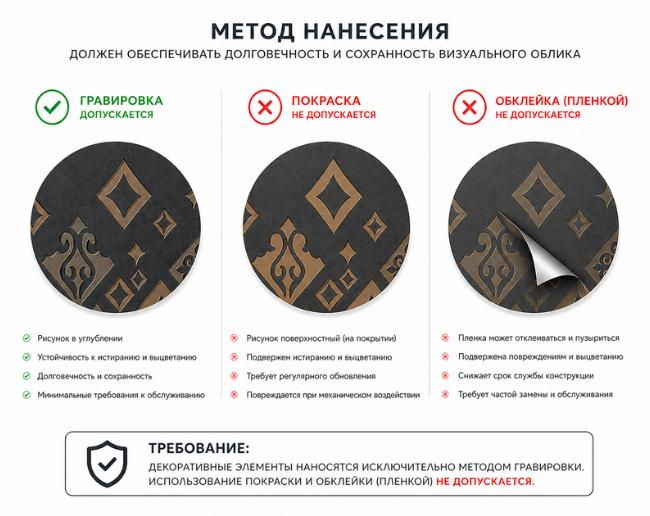 МЕТОД НАНЕСЕНИЯ
ДОЛЖЕН ОБЕСПЕЧИВАТЬ ДОЛГОВЕЧНОСТЬ И СОХРАННОСТЬ ВИЗУАЛЬНОГО ОБЛИКА
ГРАВИРОВКА
ДОПУСКАЕТСЯ
Рисунок в углублении
Устойчивость к истиранию и выцветанию
Долговечность и сохранность
Минимальные требования к обслуживанию
ПОКРАСКА
НЕ ДОПУСКАЕТСЯ
Рисунок поверхностный (на покрытии)
Подвержен истиранию и выцветанию
Требует регулярного обновления
Повреждается при механическом воздействии
ОБКЛЕЙКА (ПЛЕНКОЙ)
НЕ ДОПУСКАЕТСЯ
Пленка может отклеиваться и пузыриться
Подвержена повреждениям и выцветанию
Снижает срок службы конструкции
Требует частой замены и обслуживания
ТРЕБОВАНИЕ:
ДЕКОРАТИВНЫЕ ЭЛЕМЕНТЫ НАНОСЯТСЯ ИСКЛЮЧИТЕЛЬНО МЕТОДОМ ГРАВИРОВКИ.
ИСПОЛЬЗОВАНИЕ ПОКРАСКИ И ОБКЛЕЙКИ (ПЛЕНКОЙ) НЕ ДОПУСКАЕТСЯ.